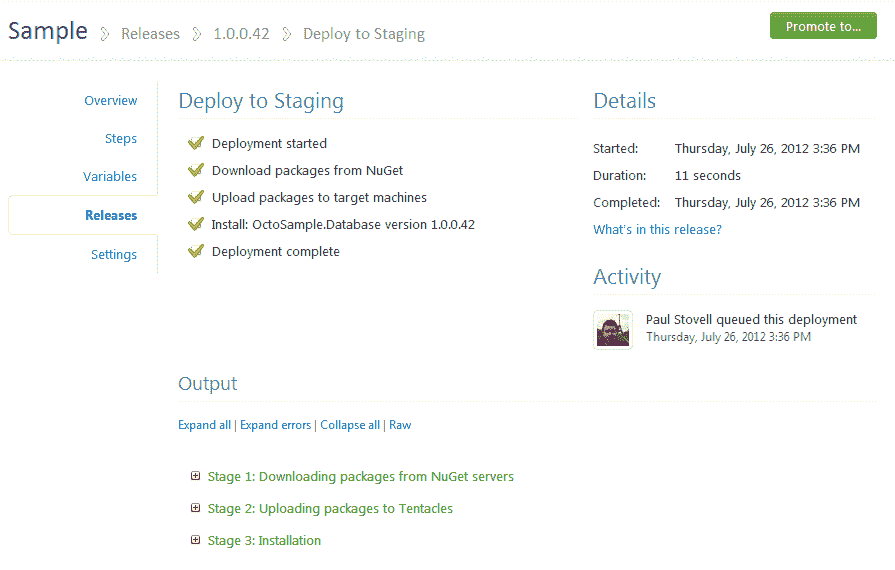 Sample Releases 1.0.0.42 Deploy to Staging
Promote to...
Overview
Steps
Variables
Releases
Settings
Deploy to Staging
Deployment started
Download packages from NuGet
Upload packages to target machines
Install: OctoSample.Database version 1.0.0.42
Deployment complete
Details
Started: Thursday, July 26, 2012 3:36 PM
Duration: 11 seconds
Completed: Thursday, July 26, 2012 3:36 PM
What's in this release?
Activity
Paul Stovell queued this deployment
Thursday, July 26, 2012 3:36 PM
Output
Expand all | Expand errors | Collapse all | Raw
Stage 1: Downloading packages from NuGet servers
Stage 2: Uploading packages to Tentacles
Stage 3: Installation